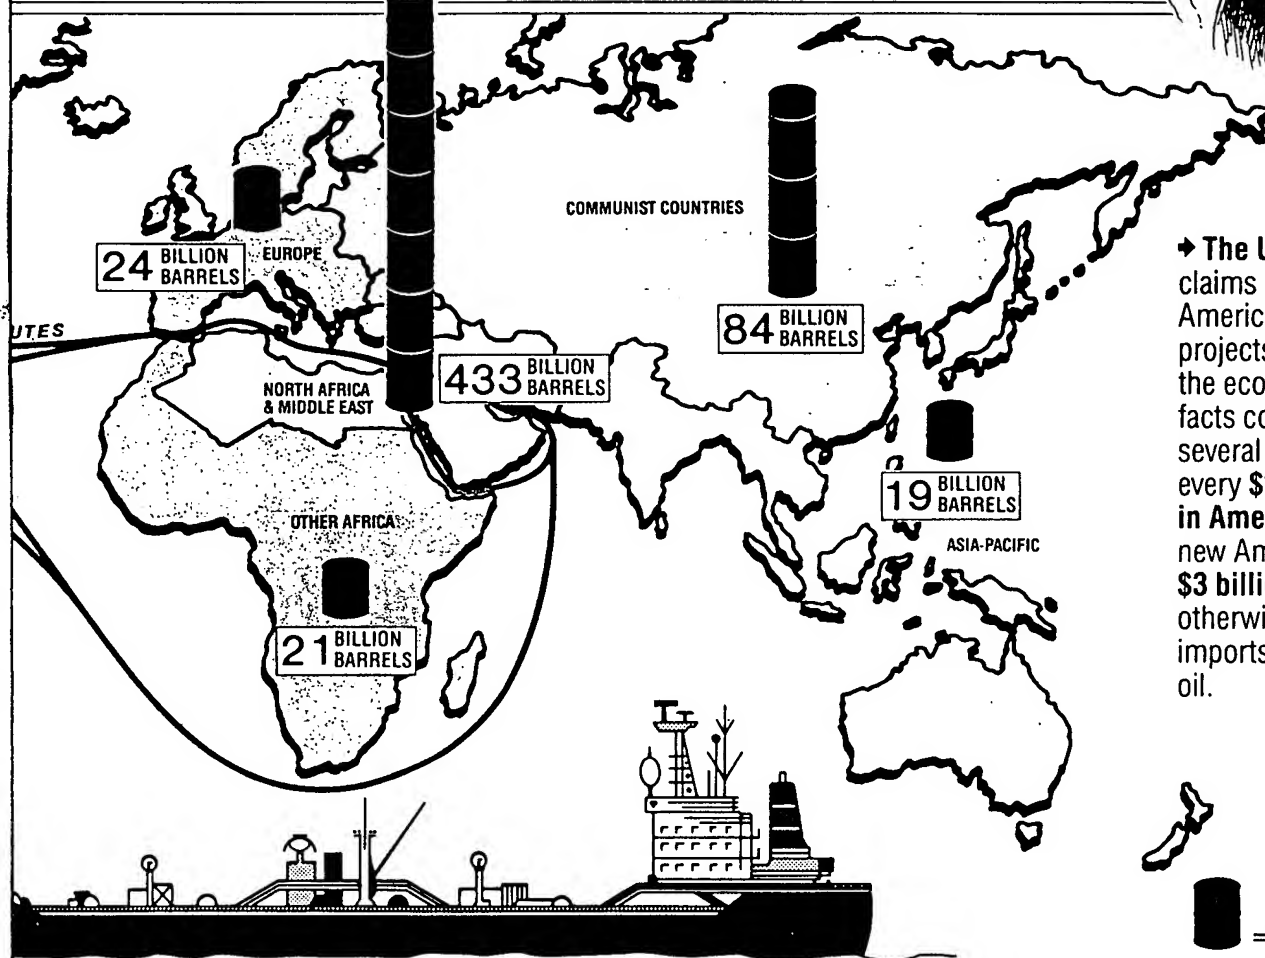 COMMUNIST COUNTRIES
24 BILLION
BARRELS
EUROPE
84 BILLION
BARRELS
UTES
433 BILLION
BARRELS
NORTH AFRICA
& MIDDLE EAST
19 BILLION
BARRELS
OTHER AFRICA
ASIA-PACIFIC
21 BILLION
BARRELS
➔ The U
claims
Americ
projects
the eco
facts co
several
every $
in Ame
new Am
$3 billi
otherwi
imports
oil.
=